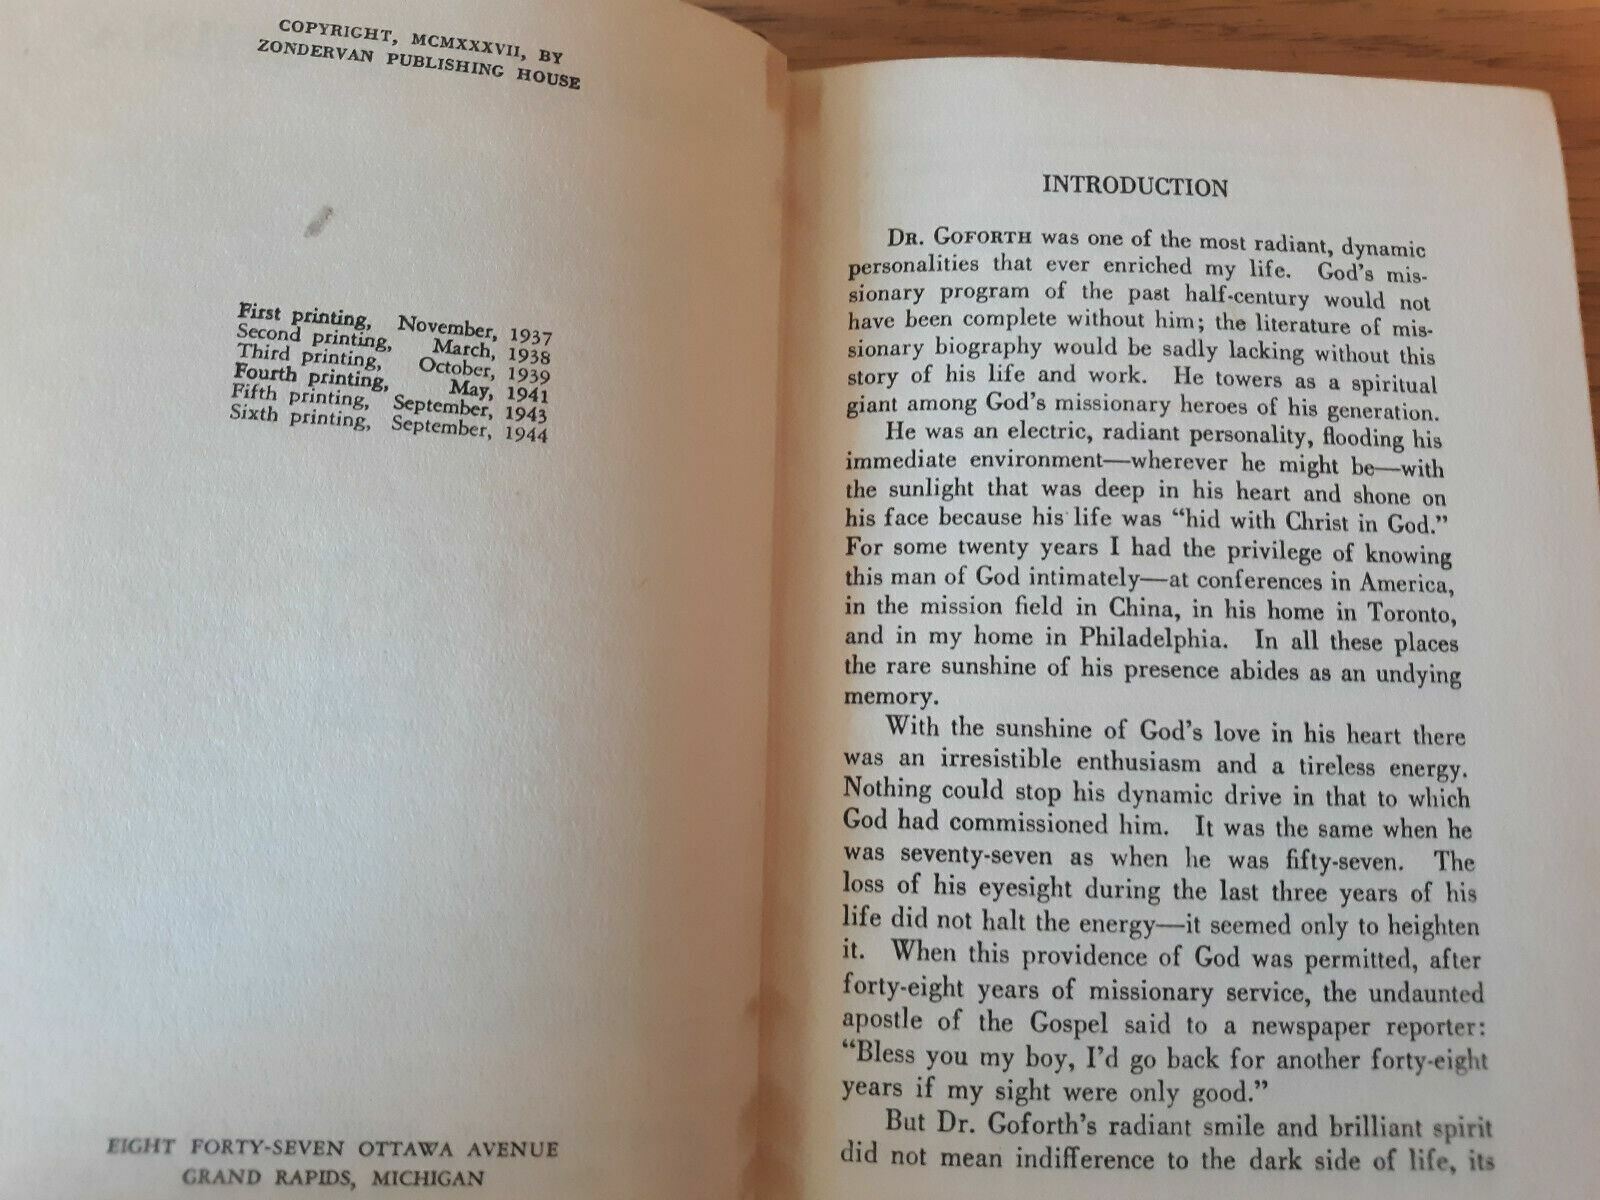 COPYRIGHT, MCMXXXVII, BY
ZONDERVAN PUBLISHING HOUSE
First printing, November, 1937
Second printing, March, 1938
Third printing, October, 1939
Fourth printing, May, 1941
Fifth printing, September, 1943
Sixth printing, September, 1944
EIGHT FORTY-SEVEN OTTAWA AVENUE
GRAND RAPIDS, MICHIGAN
INTRODUCTION
DR. GOFORTH was one of the most radiant, dynamic
personalities that ever enriched my life. God's mis-
sionary program of the past half-century would not
have been complete without him; the literature of mis-
sionary biography would be sadly lacking without this
story of his life and work. He towers as a spiritual
giant among God's missionary heroes of his generation.
He was an electric, radiant personality, flooding his
immediate environment—wherever he might be—with
the sunlight that was deep in his heart and shone on
his face because his life was "hid with Christ in God."
For some twenty years I had the privilege of knowing
this man of God intimately—at conferences in America,
in the mission field in China, in his home in Toronto,
and in my home in Philadelphia. In all these places
the rare sunshine of his presence abides as an undying
memory.
With the sunshine of God's love in his heart there
was an irresistible enthusiasm and a tireless energy.
Nothing could stop his dynamic drive in that to which
God had commissioned him. It was the same when he
was seventy-seven as when he was fifty-seven. The
loss of his eyesight during the last three years of his
life did not halt the energy—it seemed only to heighten
it. When this providence of God was permitted, after
forty-eight years of missionary service, the undaunted
apostle of the Gospel said to a newspaper reporter:
"Bless you my boy, I'd go back for another forty-eight
years if my sight were only good."
But Dr. Goforth's radiant smile and brilliant spirit
did not mean indifference to the dark side of life, its